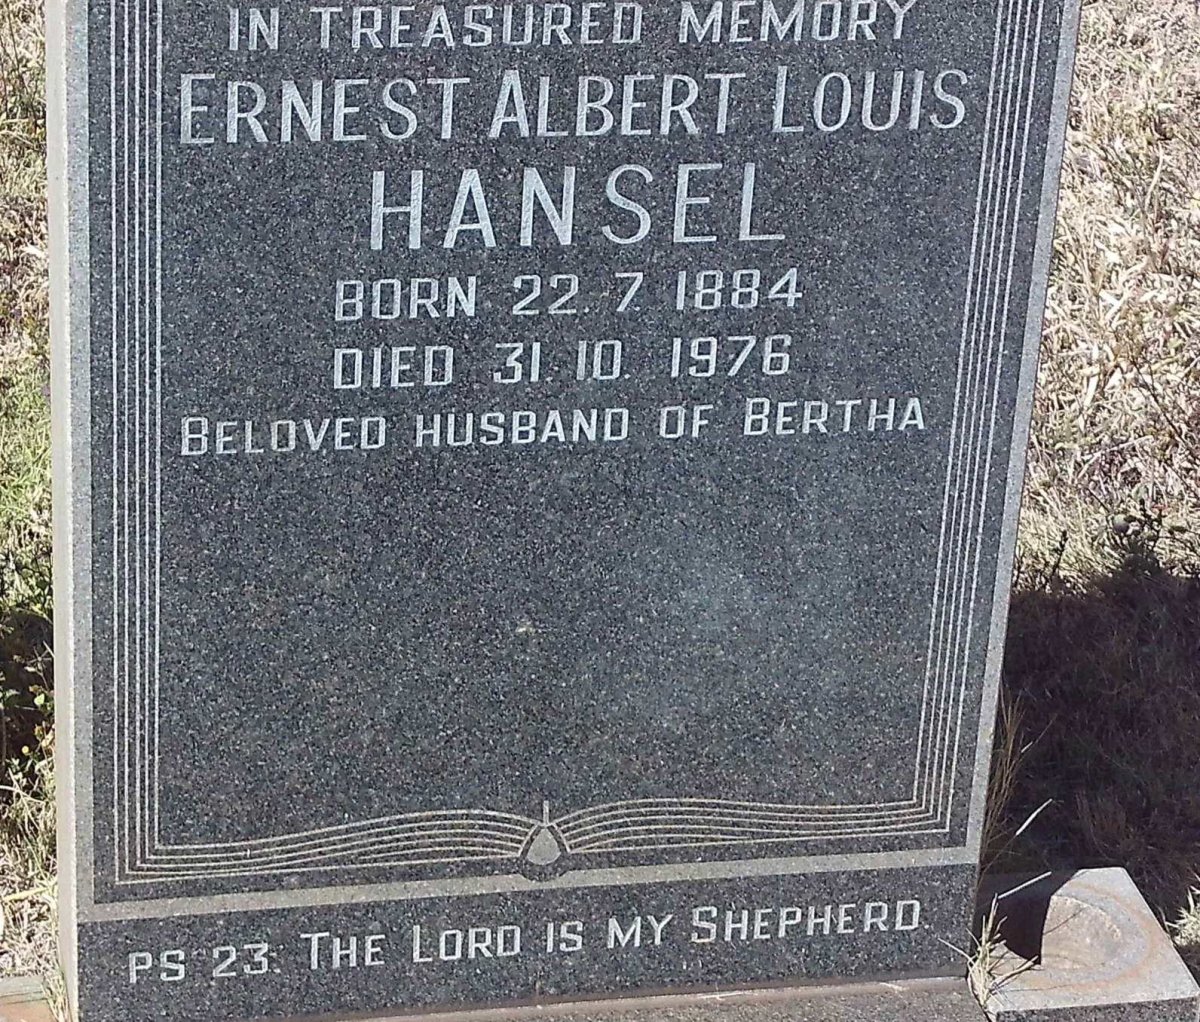 IN TREASURED MEMORY
ERNEST ALBERT LOUIS
HANSEL
BORN 22. 7. 1884
DIED 31. 10. 1976
BELOVED HUSBAND OF BERTHA
PS 23: THE LORD IS MY SHEPHERD.